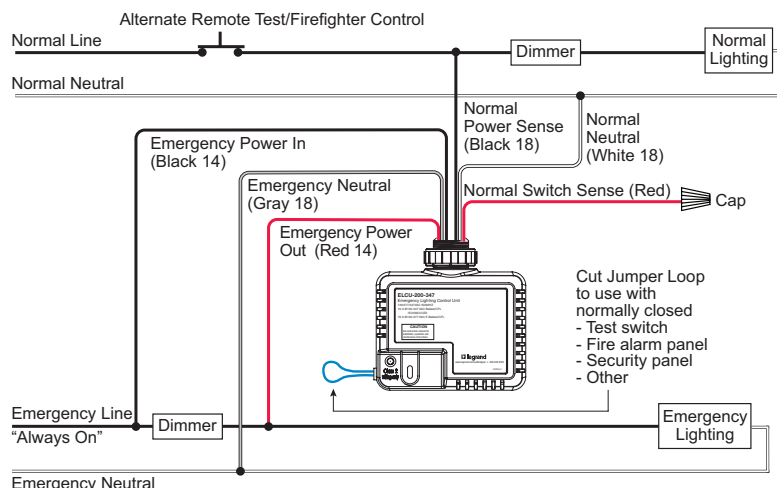 Alternate Remote Test/Firefighter Control
Normal Line
Dimmer
Normal
Lighting
Normal Neutral
Normal
Power Sense
(Black 18)
Normal
Neutral
(White 18)
Emergency Power In
(Black 14)
Emergency Neutral
(Gray 18)
Normal Switch Sense (Red)
Cap
Emergency Power
Out (Red 14)
ELCU-200-347
Emergency Lighting Control Unit
CAUTION
legrand
Class 2
Cut Jumper Loop
to use with
normally closed
- Test switch
- Fire alarm panel
- Security panel
- Other
Emergency Line
"Always On"
Dimmer
Emergency
Lighting
Emergency Neutral